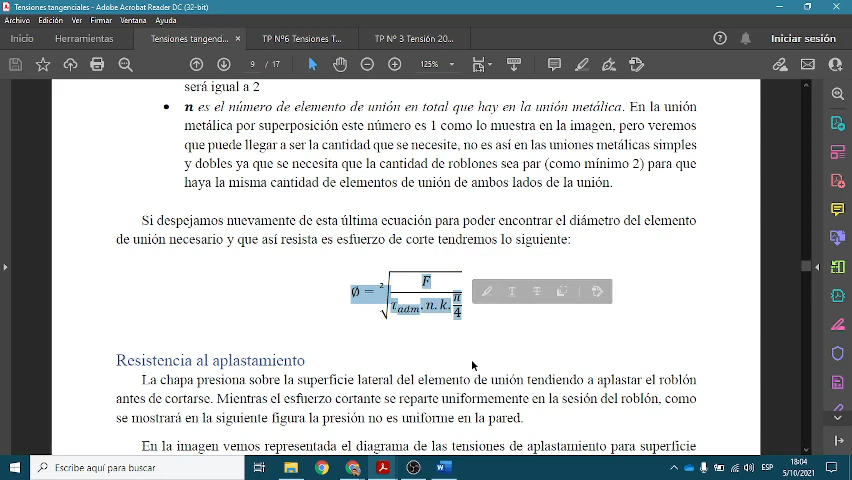 Tensiones tangenciales.pdf - Adobe Acrobat Reader DC (32-bit)
Archivo Edición Ver Firmar Ventana Ayuda
Inicio Herramientas Tensiones tangenci... × TP Nº6 Tensiones T... TP Nº 3 Tensión 20... Iniciar sesión
9 / 17 125%
será igual a 2
• n es el número de elemento de unión en total que hay en la unión metálica. En la unión
metálica por superposición este número es 1 como lo muestra en la imagen, pero veremos
que puede llegar a ser la cantidad que se necesite, no es así en las uniones metálicas simples
y dobles ya que se necesita que la cantidad de roblones sea par (como mínimo 2) para que
haya la misma cantidad de elementos de unión de ambos lados de la unión.
Si despejamos nuevamente de esta última ecuación para poder encontrar el diámetro del elemento
de unión necesario y que así resista es esfuerzo de corte tendremos lo siguiente:
∅ = ²√(F / (τadm . n. k. π/4))
Resistencia al aplastamiento
La chapa presiona sobre la superficie lateral del elemento de unión tendiendo a aplastar el roblón
antes de cortarse. Mientras el esfuerzo cortante se reparte uniformemente en la sesión del roblón, como
se mostrará en la siguiente figura la presión no es uniforme en la pared.
En la imagen vemos representada el diagrama de las tensiones de aplastamiento para superficie
Escribe aquí para buscar
ESP
18:04
5/10/2021